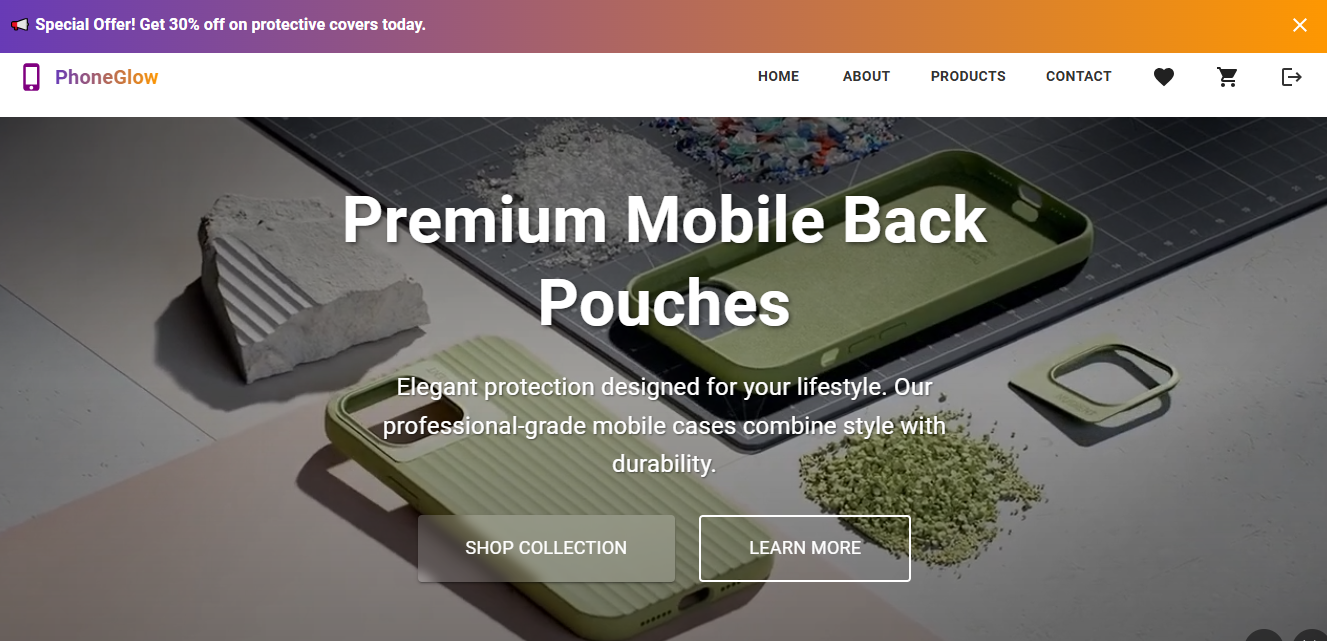 Special Offer! Get 30% off on protective covers today.
PhoneGlow
HOME ABOUT PRODUCTS CONTACT
Premium Mobile Back
Pouches
Elegant protection designed for your lifestyle. Our
professional-grade mobile cases combine style with
durability.
SHOP COLLECTION LEARN MORE